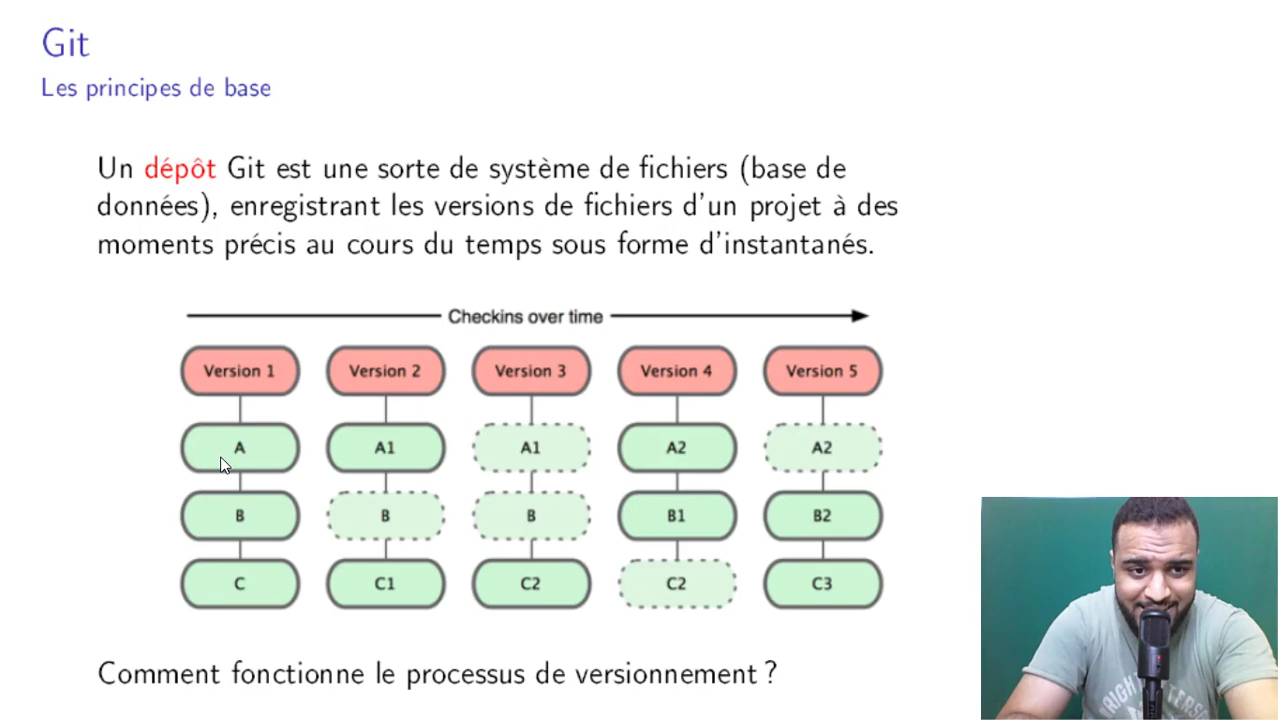 Git
Les principes de base
Un dépôt Git est une sorte de système de fichiers (base de
données), enregistrant les versions de fichiers d'un projet à des
moments précis au cours du temps sous forme d'instantanés.
Checkins over time
Version 1 Version 2 Version 3 Version 4 Version 5
A A1 A1 A2 A2
B B B B1 B2
C C1 C2 C2 C3
Comment fonctionne le processus de versionnement ?